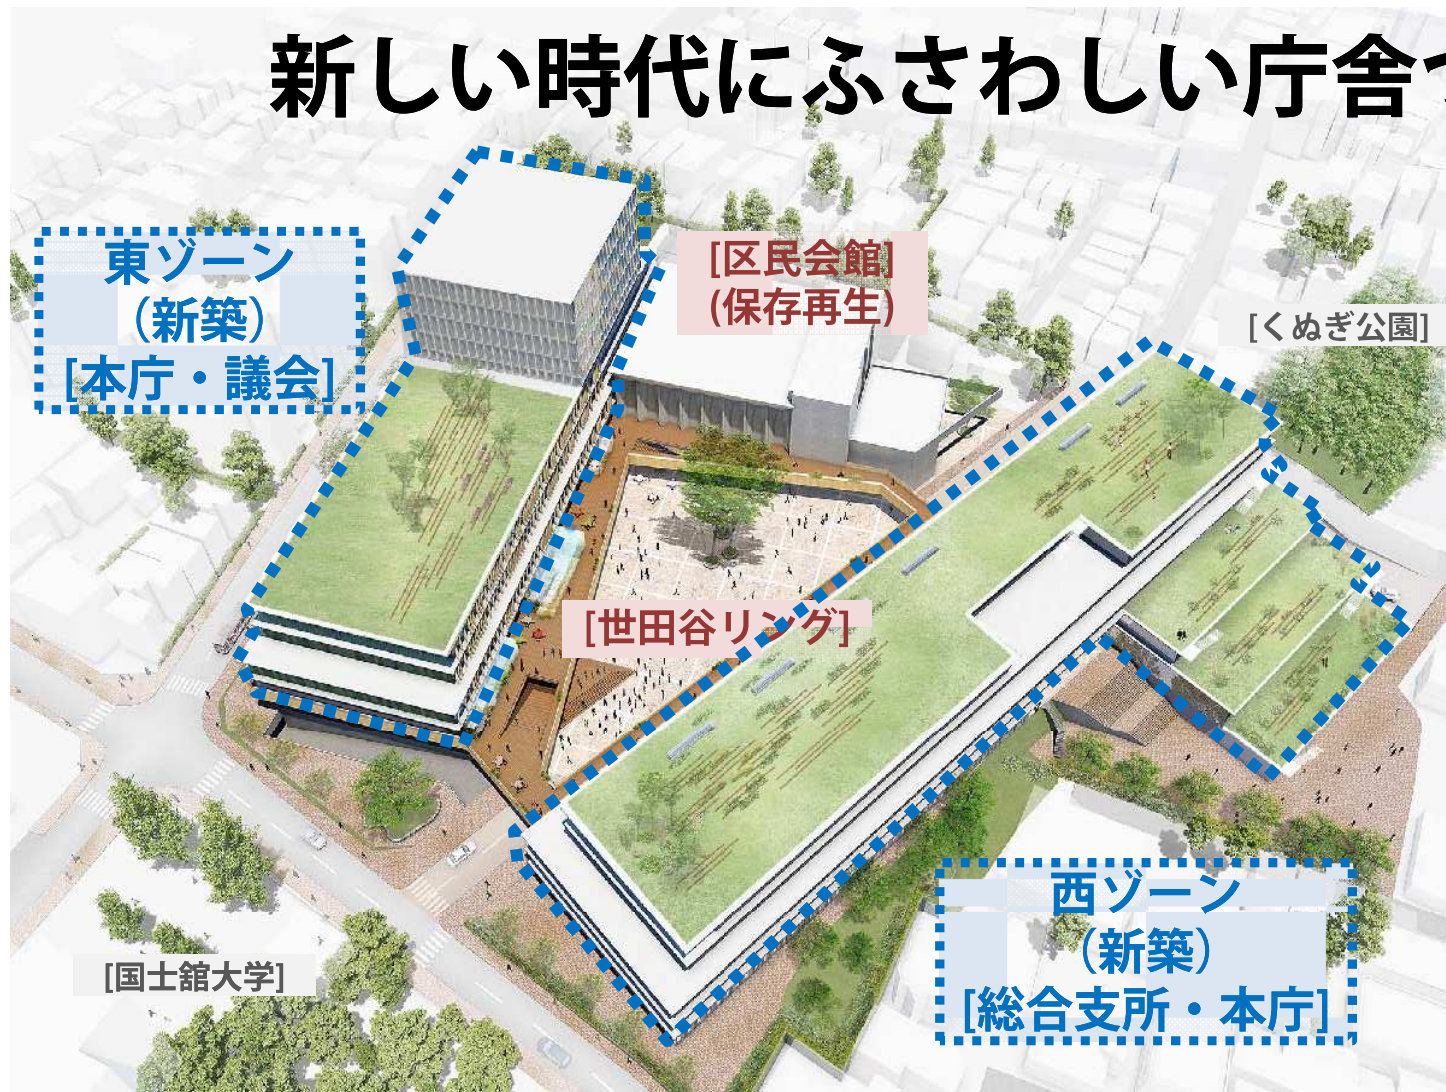 新しい時代にふさわしい庁舎
東ゾーン
（新築）
[本庁・議会]
[区民会館]
(保存再生)
[くぬぎ公園]
[世田谷リング]
西ゾーン
（新築）
[総合支所・本庁]
[国士舘大学]